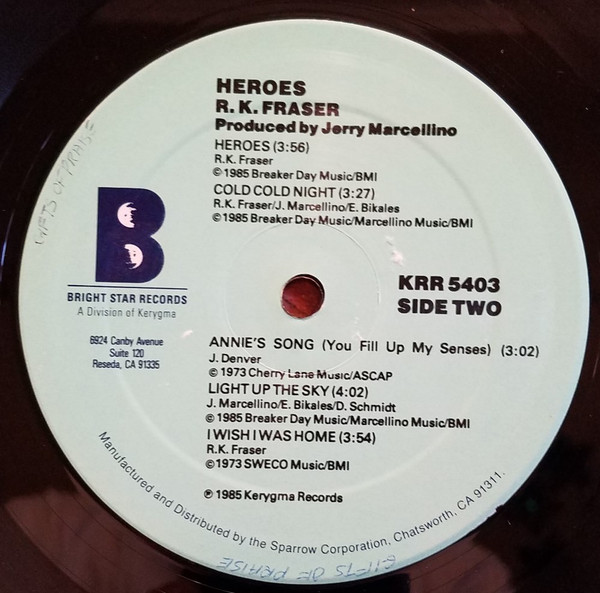 HEROES
R. K. FRASER
Produced by Jerry Marcellino
HEROES (3:56)
R.K. Fraser
© 1985 Breaker Day Music/BMI
COLD COLD NIGHT (3:27)
R.K. Fraser/J. Marcellino/E. Bikales
© 1985 Breaker Day Music/Marcellino Music/BMI
GIFTS OF PRAISE
B
BRIGHT STAR RECORDS
A Division of Kerygma
6924 Canby Avenue
Suite 120
Reseda, CA 91335
KRR 5403
SIDE TWO
ANNIE'S SONG (You Fill Up My Senses) (3:02)
J. Denver
© 1973 Cherry Lane Music/ASCAP
LIGHT UP THE SKY (4:02)
J. Marcellino/E. Bikales/D. Schmidt
© 1985 Breaker Day Music/Marcellino Music/BMI
I WISH I WAS HOME (3:54)
R.K. Fraser
© 1973 SWECO Music/BMI
℗ 1985 Kerygma Records
Manufactured and Distributed by the Sparrow Corporation, Chatsworth, CA 91311.
GIFTS OF PRAISE